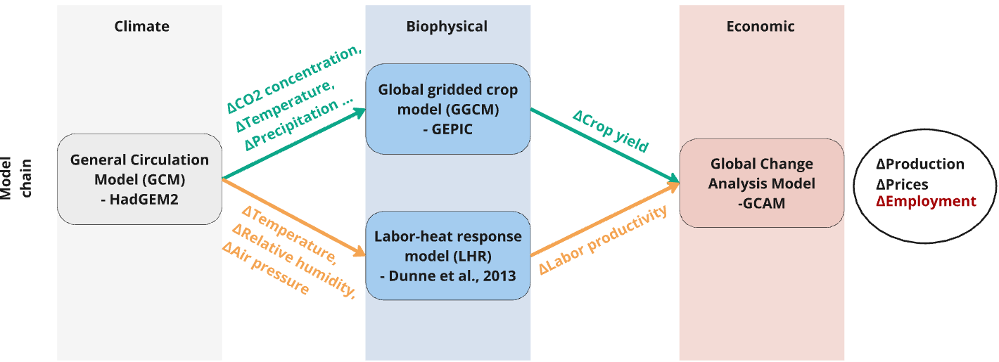 Climate
Biophysical
Economic
Model
chain
General Circulation
Model (GCM)
- HadGEM2
ΔCO2 concentration,
ΔTemperature,
ΔPrecipitation ...
ΔTemperature,
ΔRelative humidity,
ΔAir pressure
Global gridded crop
model (GGCM)
- GEPIC
Labor-heat response
model (LHR)
- Dunne et al., 2013
ΔCrop yield
ΔLabor productivity
Global Change
Analysis Model
-GCAM
ΔProduction
ΔPrices
ΔEmployment